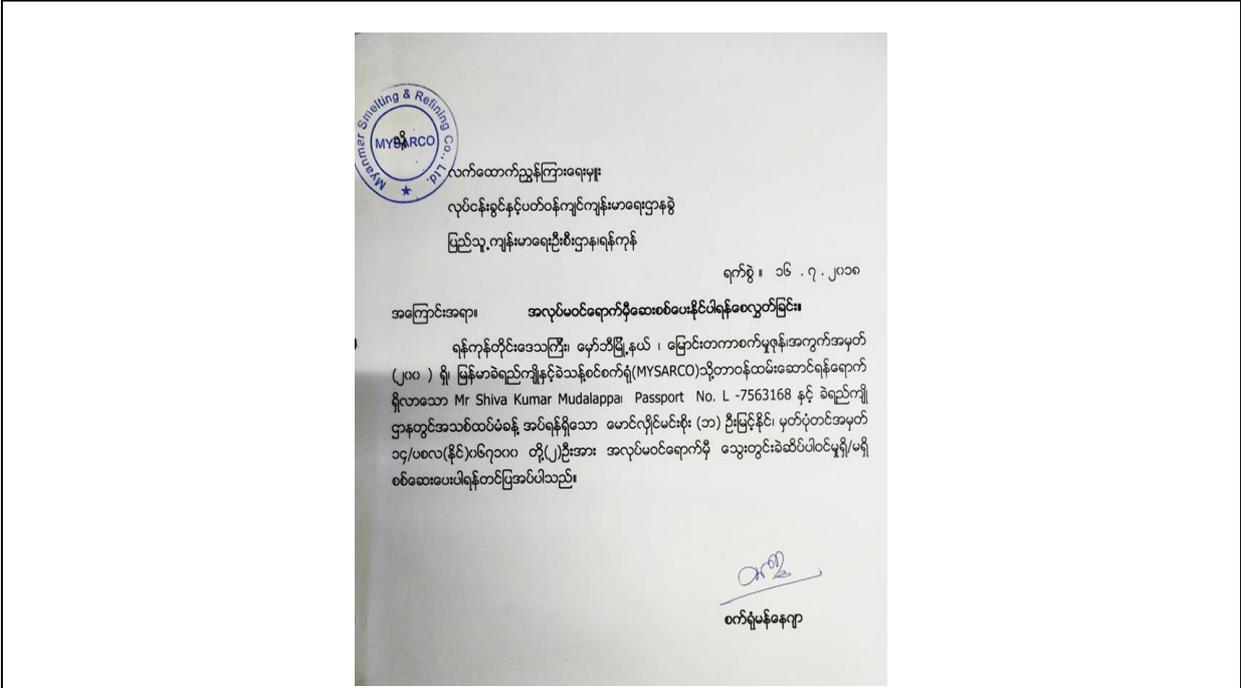 Myanmar Smelting & Refining Co., Ltd.
MYSARCO
သို့
လက်ထောက်ညွှန်ကြားရေးမှူး
လုပ်ငန်းခွင်နှင့်ပတ်ဝန်ကျင်ကျန်းမာရေးဌာနခွဲ
ပြည်သူ့ကျန်းမာရေးဦးစီးဌာန၊ရန်ကုန်
ရက်စွဲ ။ ၁၆ . ၇ . ၂၀၁၈
အကြောင်းအရာ။ အလုပ်မဝင်ရောက်မှီဆေးစစ်ပေးနိုင်ပါရန်စေလွှတ်ခြင်း။
ရန်ကုန်တိုင်းဒေသကြီး၊ မှော်ဘီမြို့နယ် ၊ မြောင်းတကာစက်မှုဇုန်၊အကွက်အမှတ်
(၂၀၀ ) ရှိ၊ မြန်မာခဲရည်ကျိုနှင့်ခဲသန့်စင်စက်ရုံ(MYSARCO)သို့တာဝန်ထမ်းဆောင်ရန်ရောက်
ရှိလာသော Mr Shiva Kumar Mudalappa၊ Passport No. L -7563168 နှင့် ခဲရည်ကျို
ဌာနတွင်အသစ်ထပ်မံခန့် အပ်ရန်ရှိသော မောင်လှိုင်မင်းစိုး (ဘ) ဦးမြင့်နိုင်၊ မှတ်ပုံတင်အမှတ်
၁၄/ပစလ(နိုင်)၀၆၇၁၀၀ တို့(၂)ဦးအား အလုပ်မဝင်ရောက်မှီ သွေးတွင်းခဲဆိပ်ပါဝင်မှုရှိ/မရှိ
စစ်ဆေးပေးပါရန်တင်ပြအပ်ပါသည်။
စက်ရုံမန်နေဂျာ